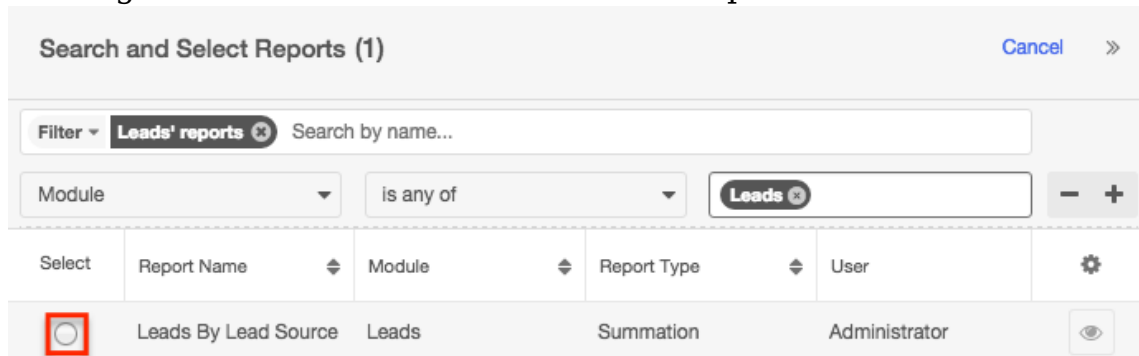 Search and Select Reports (1) Cancel »
Filter Leads' reports Search by name...
Module is any of Leads − +
Select Report Name Module Report Type User
Leads By Lead Source Leads Summation Administrator